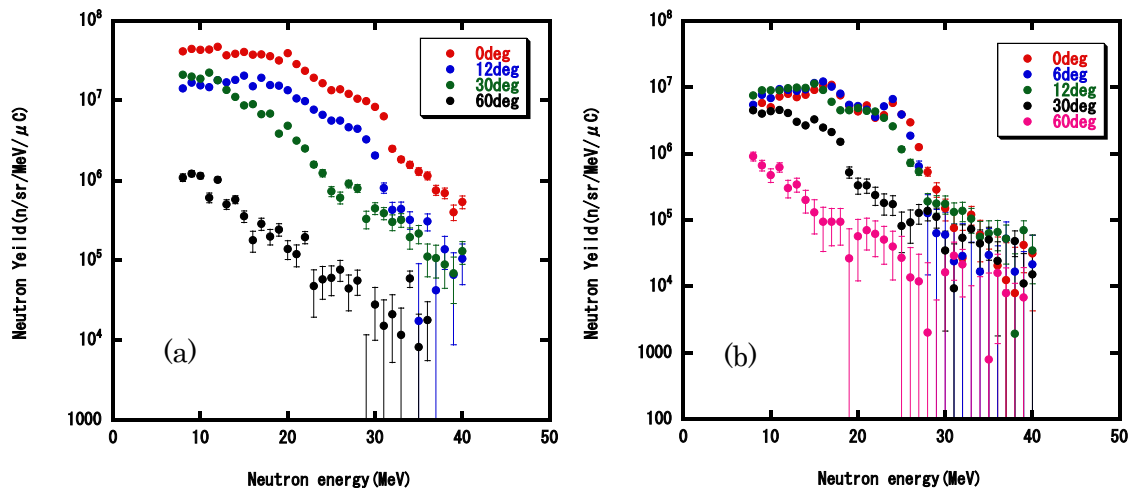 Neutron Yeild(n/sr/MeV/μC)
10^8
10^7
10^6
10^5
10^4
1000
0deg
12deg
30deg
60deg
(a)
0 10 20 30 40 50
Neutron energy(MeV)
Neutron Yeild(n/sr/MeV/μC)
10^8
10^7
10^6
10^5
10^4
1000
100
0deg
6deg
12deg
30deg
60deg
(b)
0 10 20 30 40 50
Neutron energy(MeV)